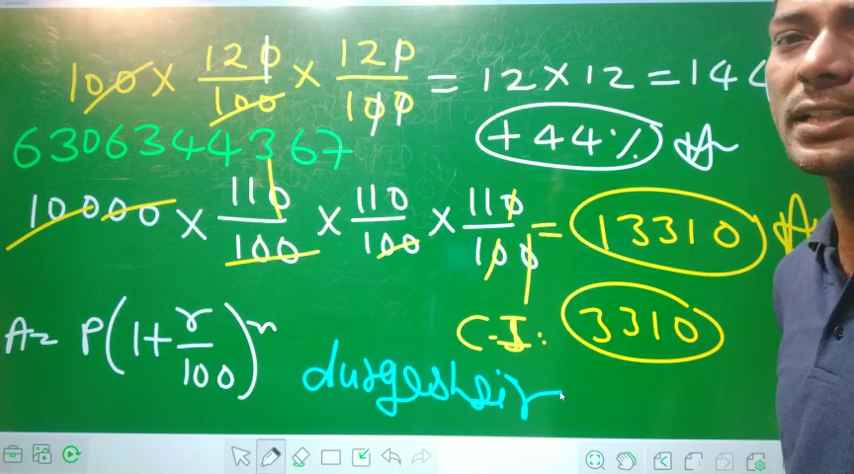 100 × 120/100 × 120/100 = 12 × 12 = 144
6306344367
+44%
10000 × 110/100 × 110/100 × 110/100 = 13310
A = P(1 + r/100)^n
C.I: 3310